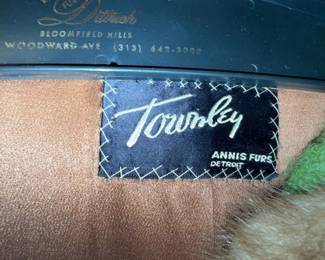 Dittrich
BLOOMFIELD HILLS
WOODWARD AVE (313) 642-3000
Townley
ANNIS FURS
DETROIT